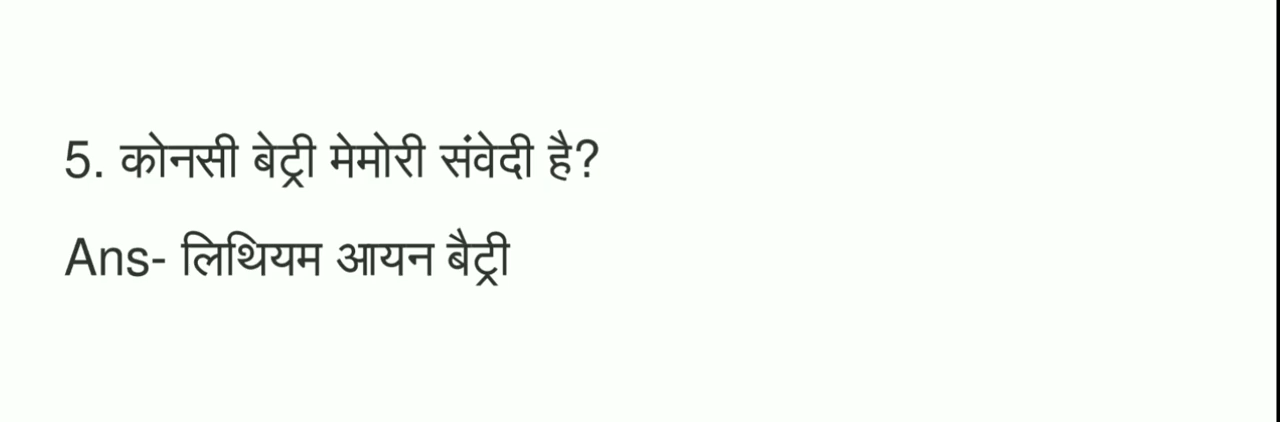 5. कोनसी बेट्री मेमोरी संवेदी है?
Ans- लिथियम आयन बैट्री